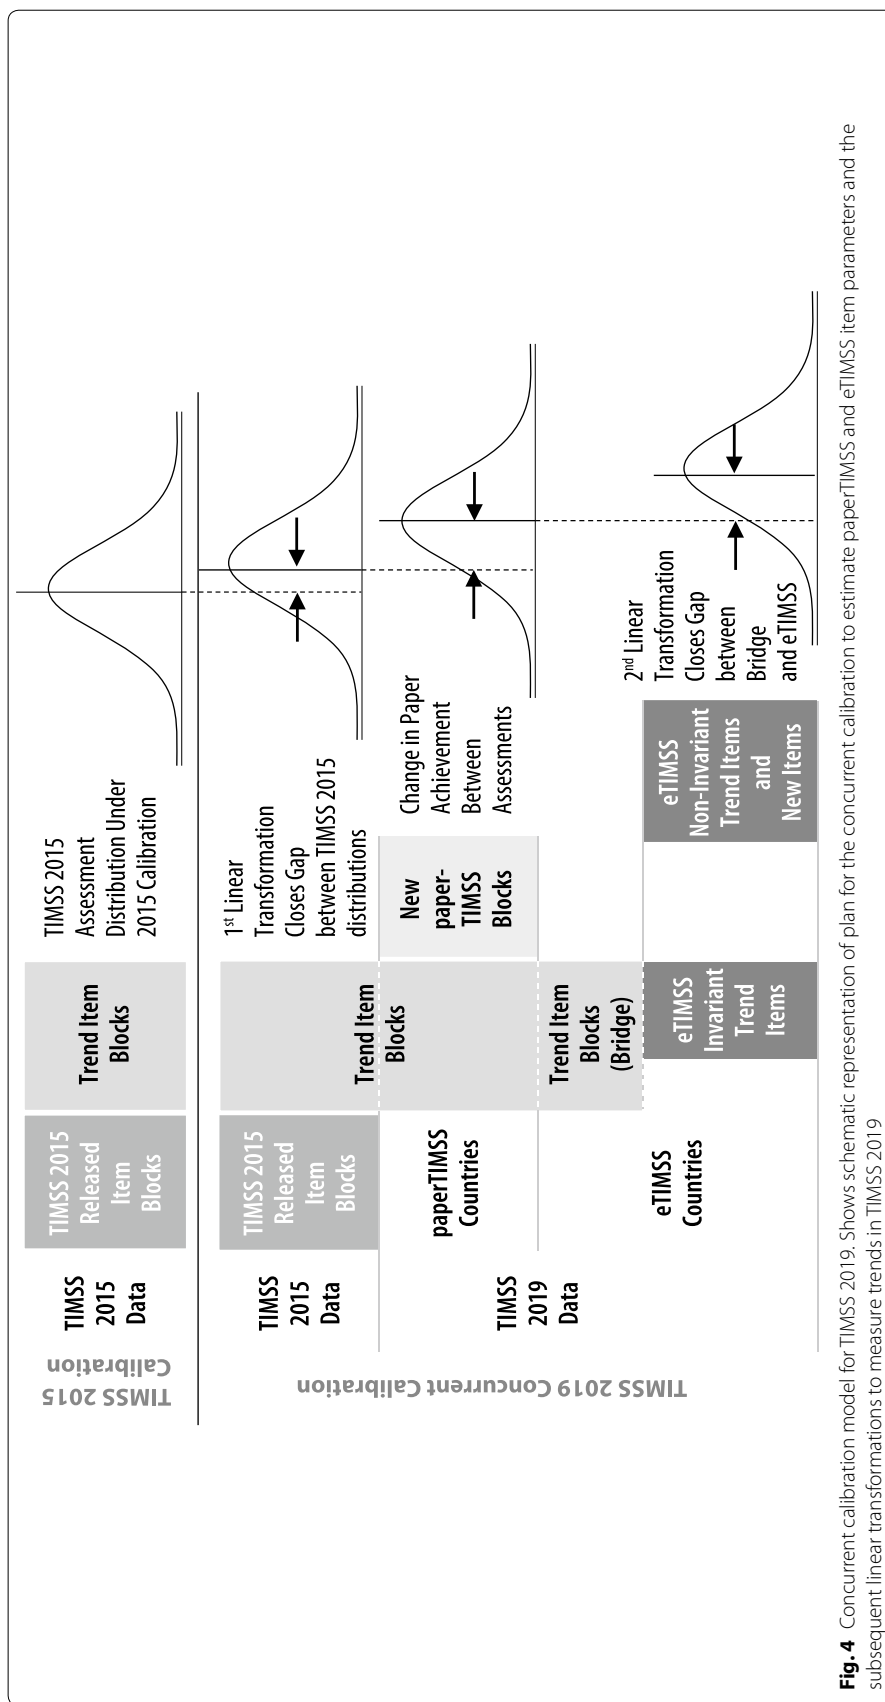 TIMSS 2015
Calibration
TIMSS
2015
Data
TIMSS 2015
Released
Item
Blocks
Trend Item
Blocks
TIMSS 2015
Assessment
Distribution Under
2015 Calibration
TIMSS 2019 Concurrent Calibration
TIMSS
2015
Data
TIMSS 2015
Released
Item
Blocks
Trend Item
Blocks
1st Linear
Transformation
Closes Gap
between TIMSS 2015
distributions
TIMSS
2019
Data
paperTIMSS
Countries
New
paper-
TIMSS
Blocks
Change in Paper
Achievement
Between
Assessments
Trend Item
Blocks
(Bridge)
eTIMSS
Countries
eTIMSS
Invariant
Trend
Items
eTIMSS
Non-Invariant
Trend Items
and
New Items
2nd Linear
Transformation
Closes Gap
between
Bridge
and eTIMSS
Fig. 4 Concurrent calibration model for TIMSS 2019. Shows schematic representation of plan for the concurrent calibration to estimate paperTIMSS and eTIMSS item parameters and the
subsequent linear transformations to measure trends in TIMSS 2019